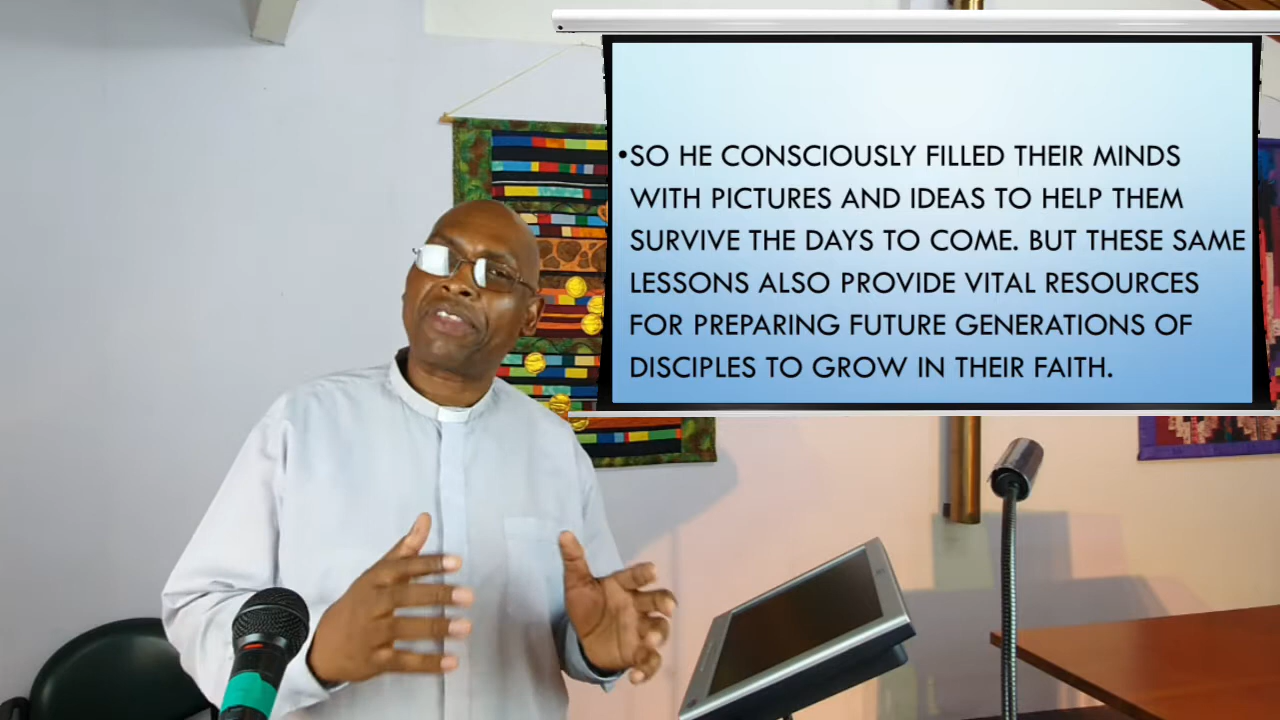 •SO HE CONSCIOUSLY FILLED THEIR MINDS
WITH PICTURES AND IDEAS TO HELP THEM
SURVIVE THE DAYS TO COME. BUT THESE SAME
LESSONS ALSO PROVIDE VITAL RESOURCES
FOR PREPARING FUTURE GENERATIONS OF
DISCIPLES TO GROW IN THEIR FAITH.